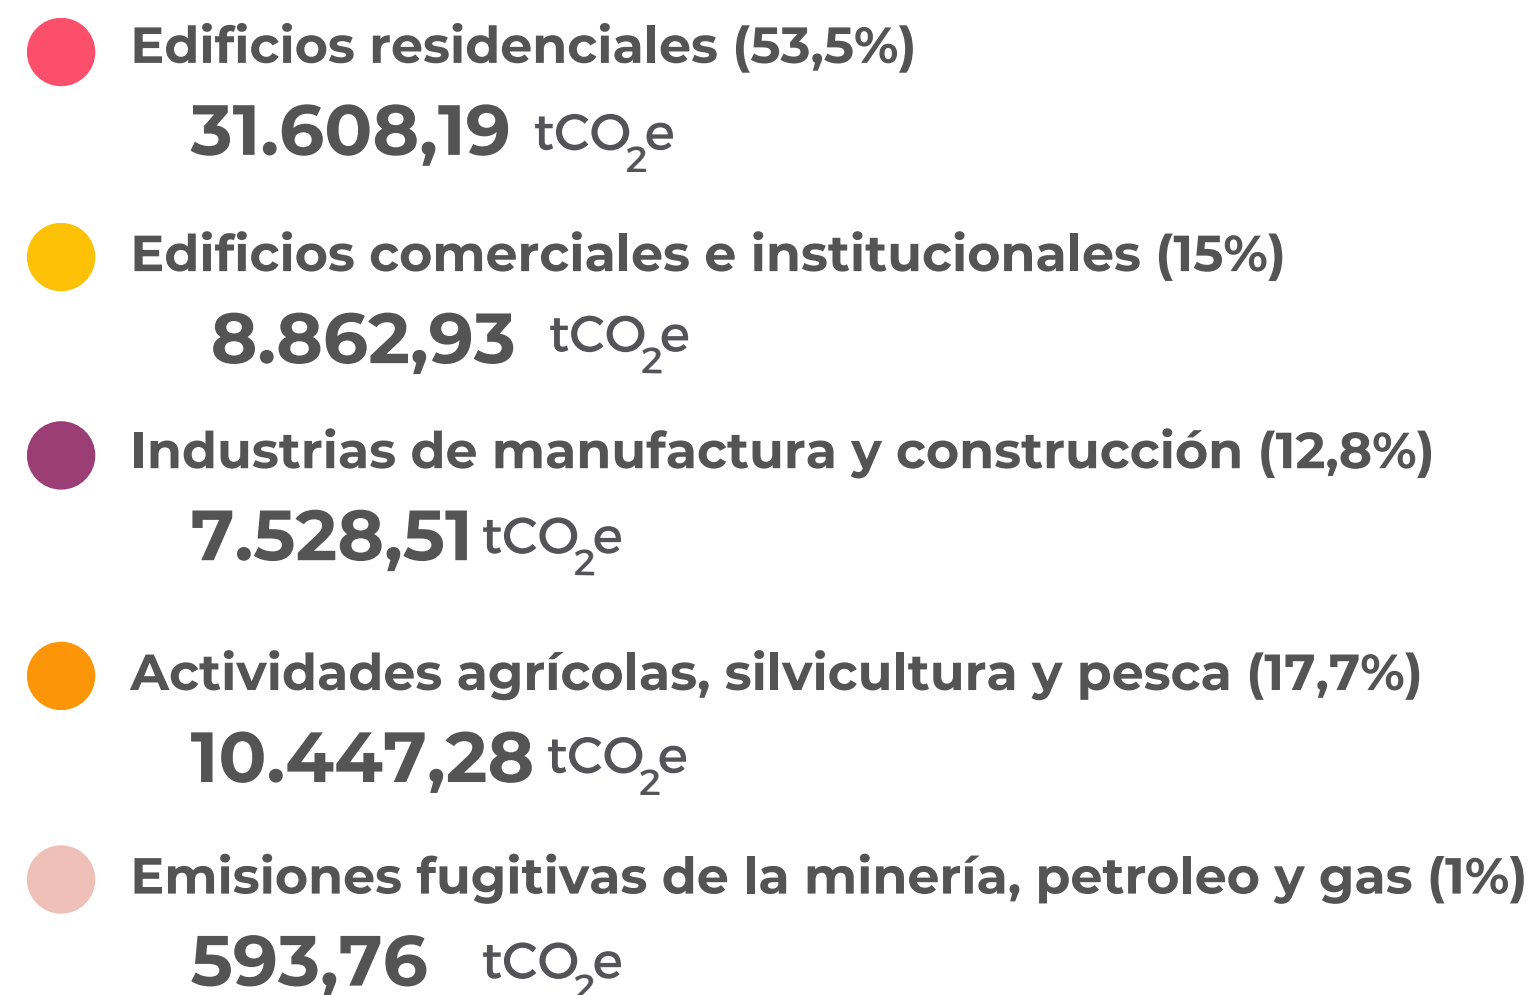 Edificios residenciales (53,5%)
31.608,19 tCO₂e
Edificios comerciales e institucionales (15%)
8.862,93 tCO₂e
Industrias de manufactura y construcción (12,8%)
7.528,51 tCO₂e
Actividades agrícolas, silvicultura y pesca (17,7%)
10.447,28 tCO₂e
Emisiones fugitivas de la minería, petroleo y gas (1%)
593,76 tCO₂e